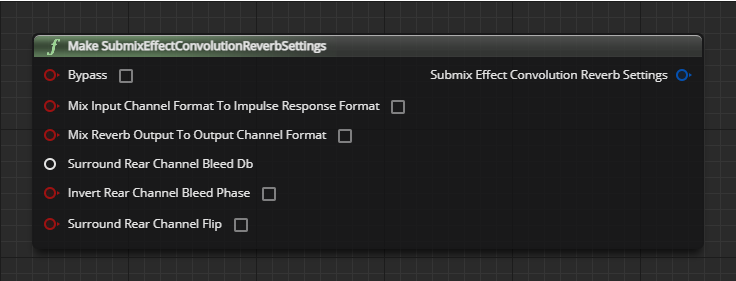 f Make SubmixEffectConvolutionReverbSettings
Bypass
Submix Effect Convolution Reverb Settings
Mix Input Channel Format To Impulse Response Format
Mix Reverb Output To Output Channel Format
Surround Rear Channel Bleed Db
Invert Rear Channel Bleed Phase
Surround Rear Channel Flip